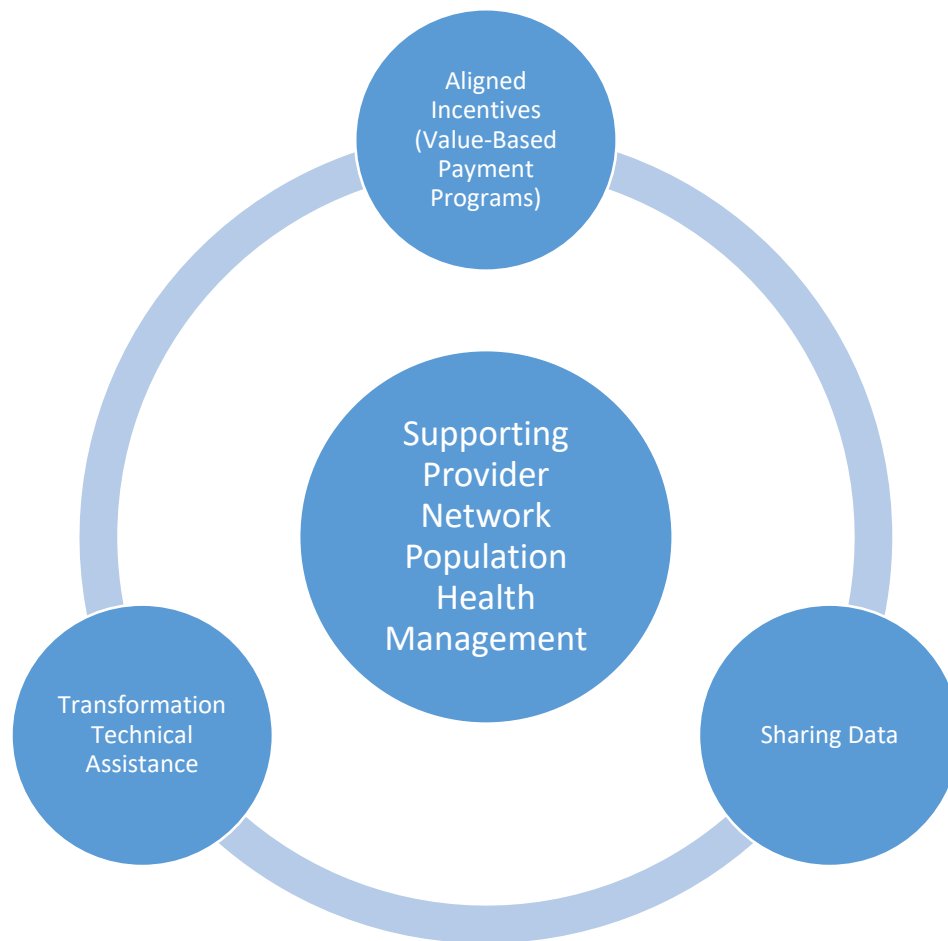 Aligned
Incentives
(Value-Based
Payment
Programs)
Supporting
Provider
Network
Population
Health
Management
Transformation
Technical
Assistance
Sharing Data